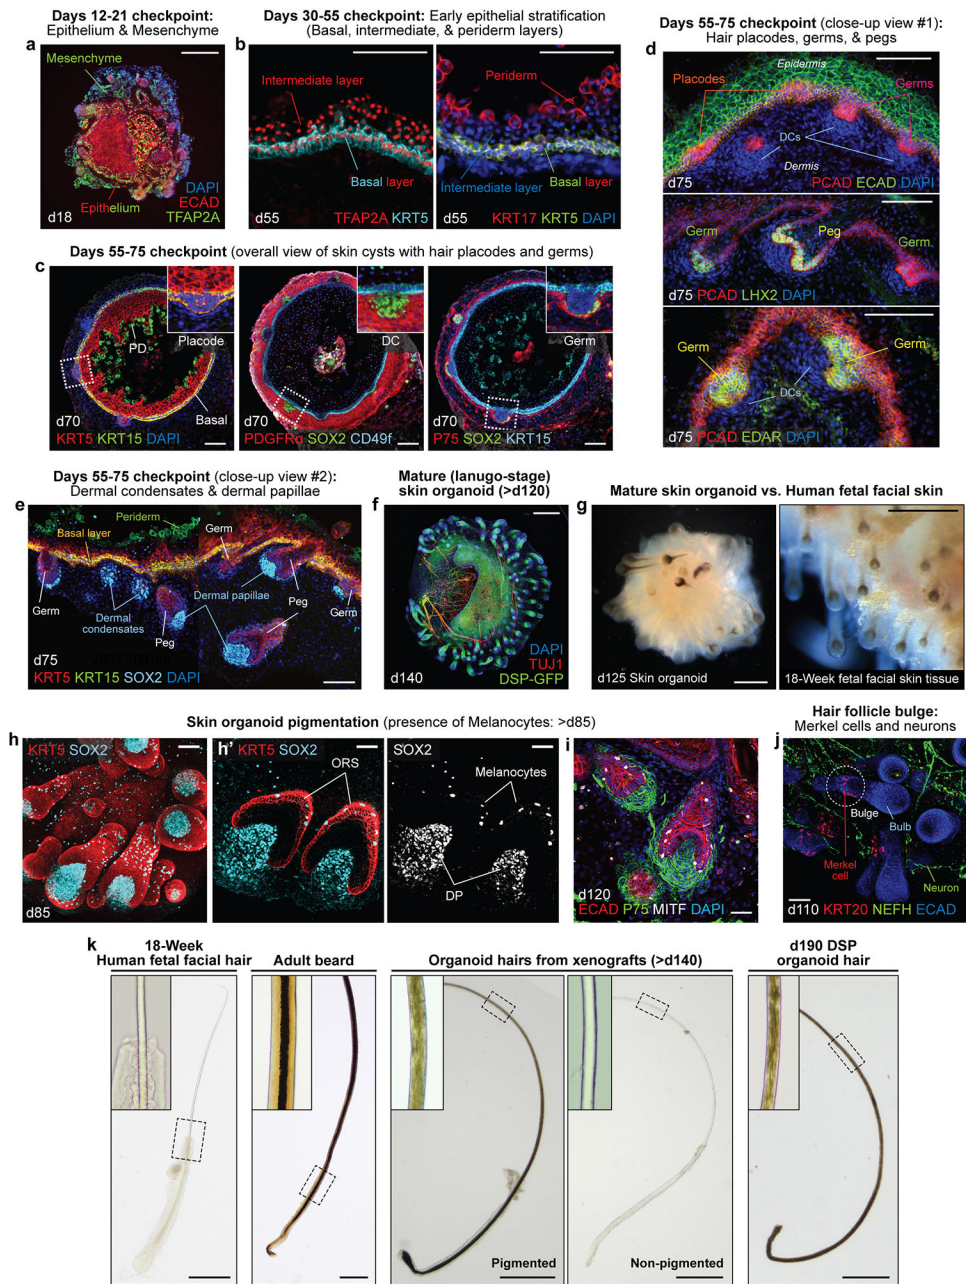 Days 12-21 checkpoint:
Epithelium & Mesenchyme
a
Mesenchyme
Epithelium
DAPI
ECAD
TFAP2A
d18
Days 30-55 checkpoint: Early epithelial stratification
(Basal, intermediate, & periderm layers)
b
Intermediate layer
Basal layer
d55
TFAP2A KRT5
Periderm
Intermediate layer
Basal layer
d55
KRT17 KRT5 DAPI
Days 55-75 checkpoint (overall view of skin cysts with hair placodes and germs)
c
PD
Placode
Basal
d70
KRT5 KRT15 DAPI
DC
d70
PDGFRα SOX2 CD49f
Germ
d70
P75 SOX2 KRT15
Days 55-75 checkpoint (close-up view #1):
Hair placodes, germs, & pegs
d
Epidermis
Placodes
Germs
DCs
Dermis
d75
PCAD ECAD DAPI
Germ
Peg
Germ
d75 PCAD LHX2 DAPI
Germ
Germ
DCs
d75 PCAD EDAR DAPI
Days 55-75 checkpoint (close-up view #2):
Dermal condensates & dermal papillae
e
Periderm
Basal layer
Germ
Germ
Dermal condensates
Dermal papillae
Peg
Peg
Germ
d75
KRT5 KRT15 SOX2 DAPI
Mature (lanugo-stage)
skin organoid (>d120)
f
DAPI
TUJ1
DSP-GFP
d140
Mature skin organoid vs. Human fetal facial skin
g
d125 Skin organoid
18-Week fetal facial skin tissue
Skin organoid pigmentation (presence of Melanocytes: >d85)
h
KRT5 SOX2
d85
h'
KRT5 SOX2
ORS
SOX2
Melanocytes
DP
i
d120
ECAD P75 MITF DAPI
Hair follicle bulge:
Merkel cells and neurons
j
Bulge
Bulb
Merkel
cell
Neuron
d110 KRT20 NEFH ECAD
k
18-Week
Human fetal facial hair
Adult beard
Organoid hairs from xenografts (>d140)
Pigmented
Non-pigmented
d190 DSP
organoid hair